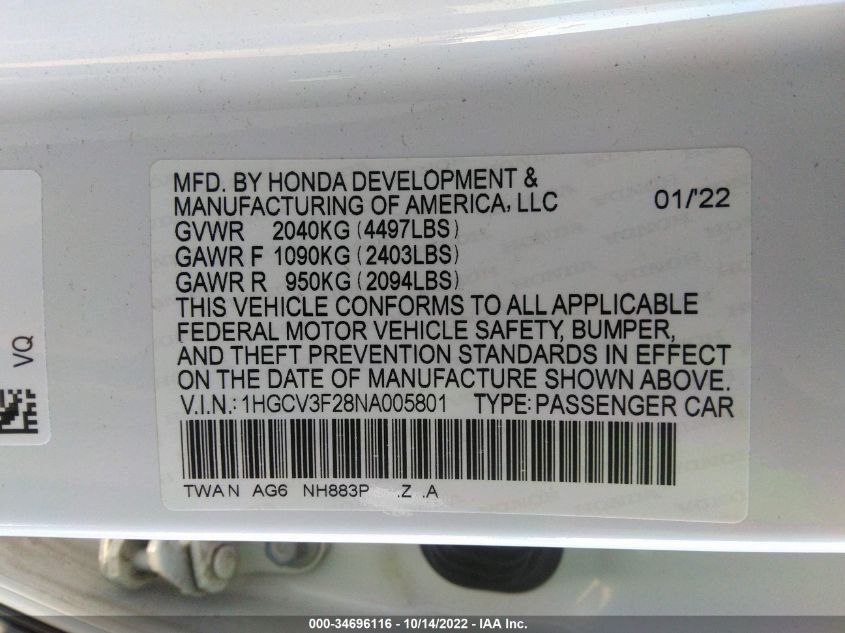 MFD. BY HONDA DEVELOPMENT &
MANUFACTURING OF AMERICA, LLC 01/'22
GVWR 2040KG (4497LBS)
GAWR F 1090KG (2403LBS)
GAWR R 950KG (2094LBS)
THIS VEHICLE CONFORMS TO ALL APPLICABLE
FEDERAL MOTOR VEHICLE SAFETY, BUMPER,
AND THEFT PREVENTION STANDARDS IN EFFECT
ON THE DATE OF MANUFACTURE SHOWN ABOVE.
V.I.N.: 1HGCV3F28NA005801 TYPE: PASSENGER CAR
TWAN AG6 NH883P .Z .A
VQ
000-34696116 - 10/14/2022 - IAA Inc.